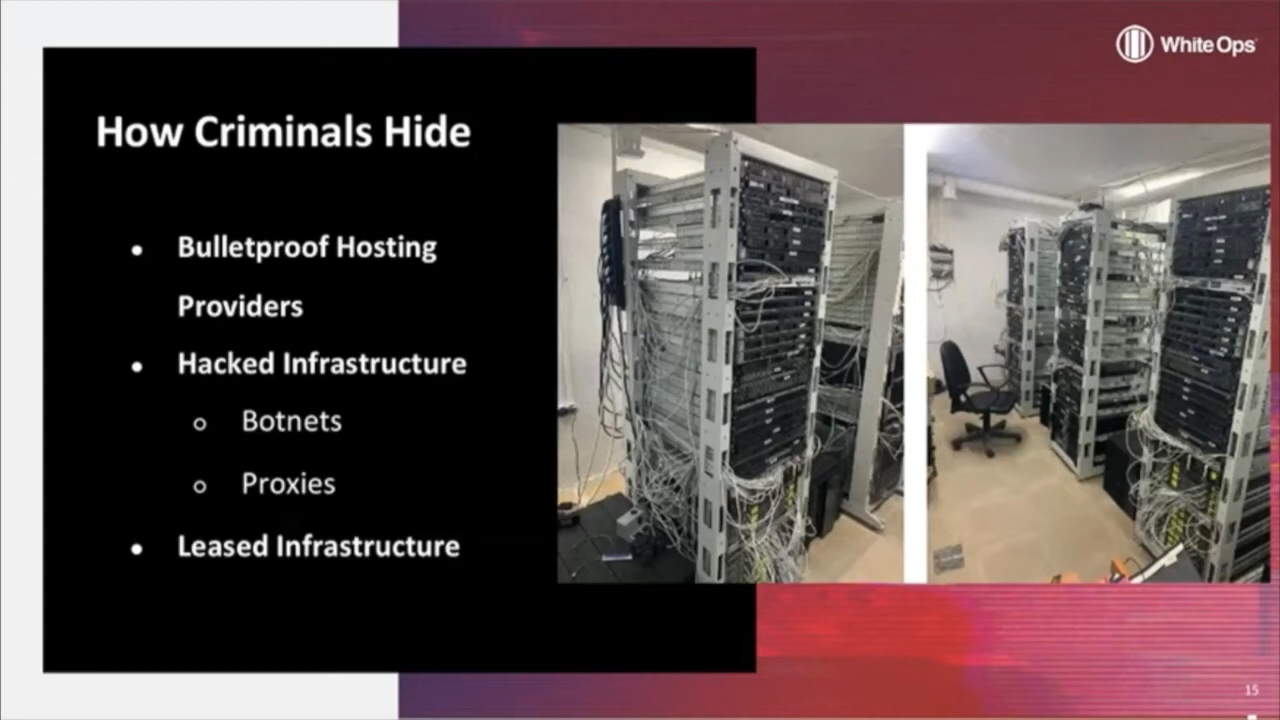 White Ops
How Criminals Hide
Bulletproof Hosting
Providers
Hacked Infrastructure
Botnets
Proxies
Leased Infrastructure
15